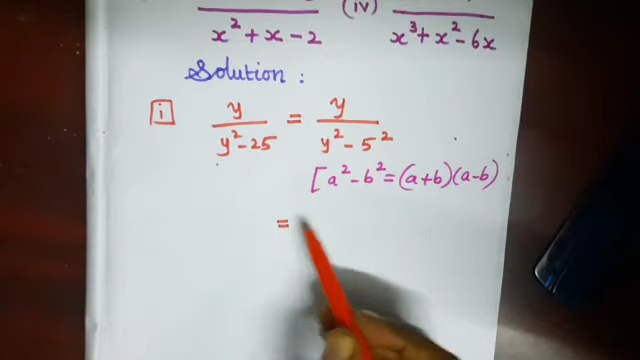 x² + x - 2 (iv) x³ + x² - 6x
Solution :
i y / y² - 25 = y / y² - 5²
[a² - b² = (a+b)(a-b)
=